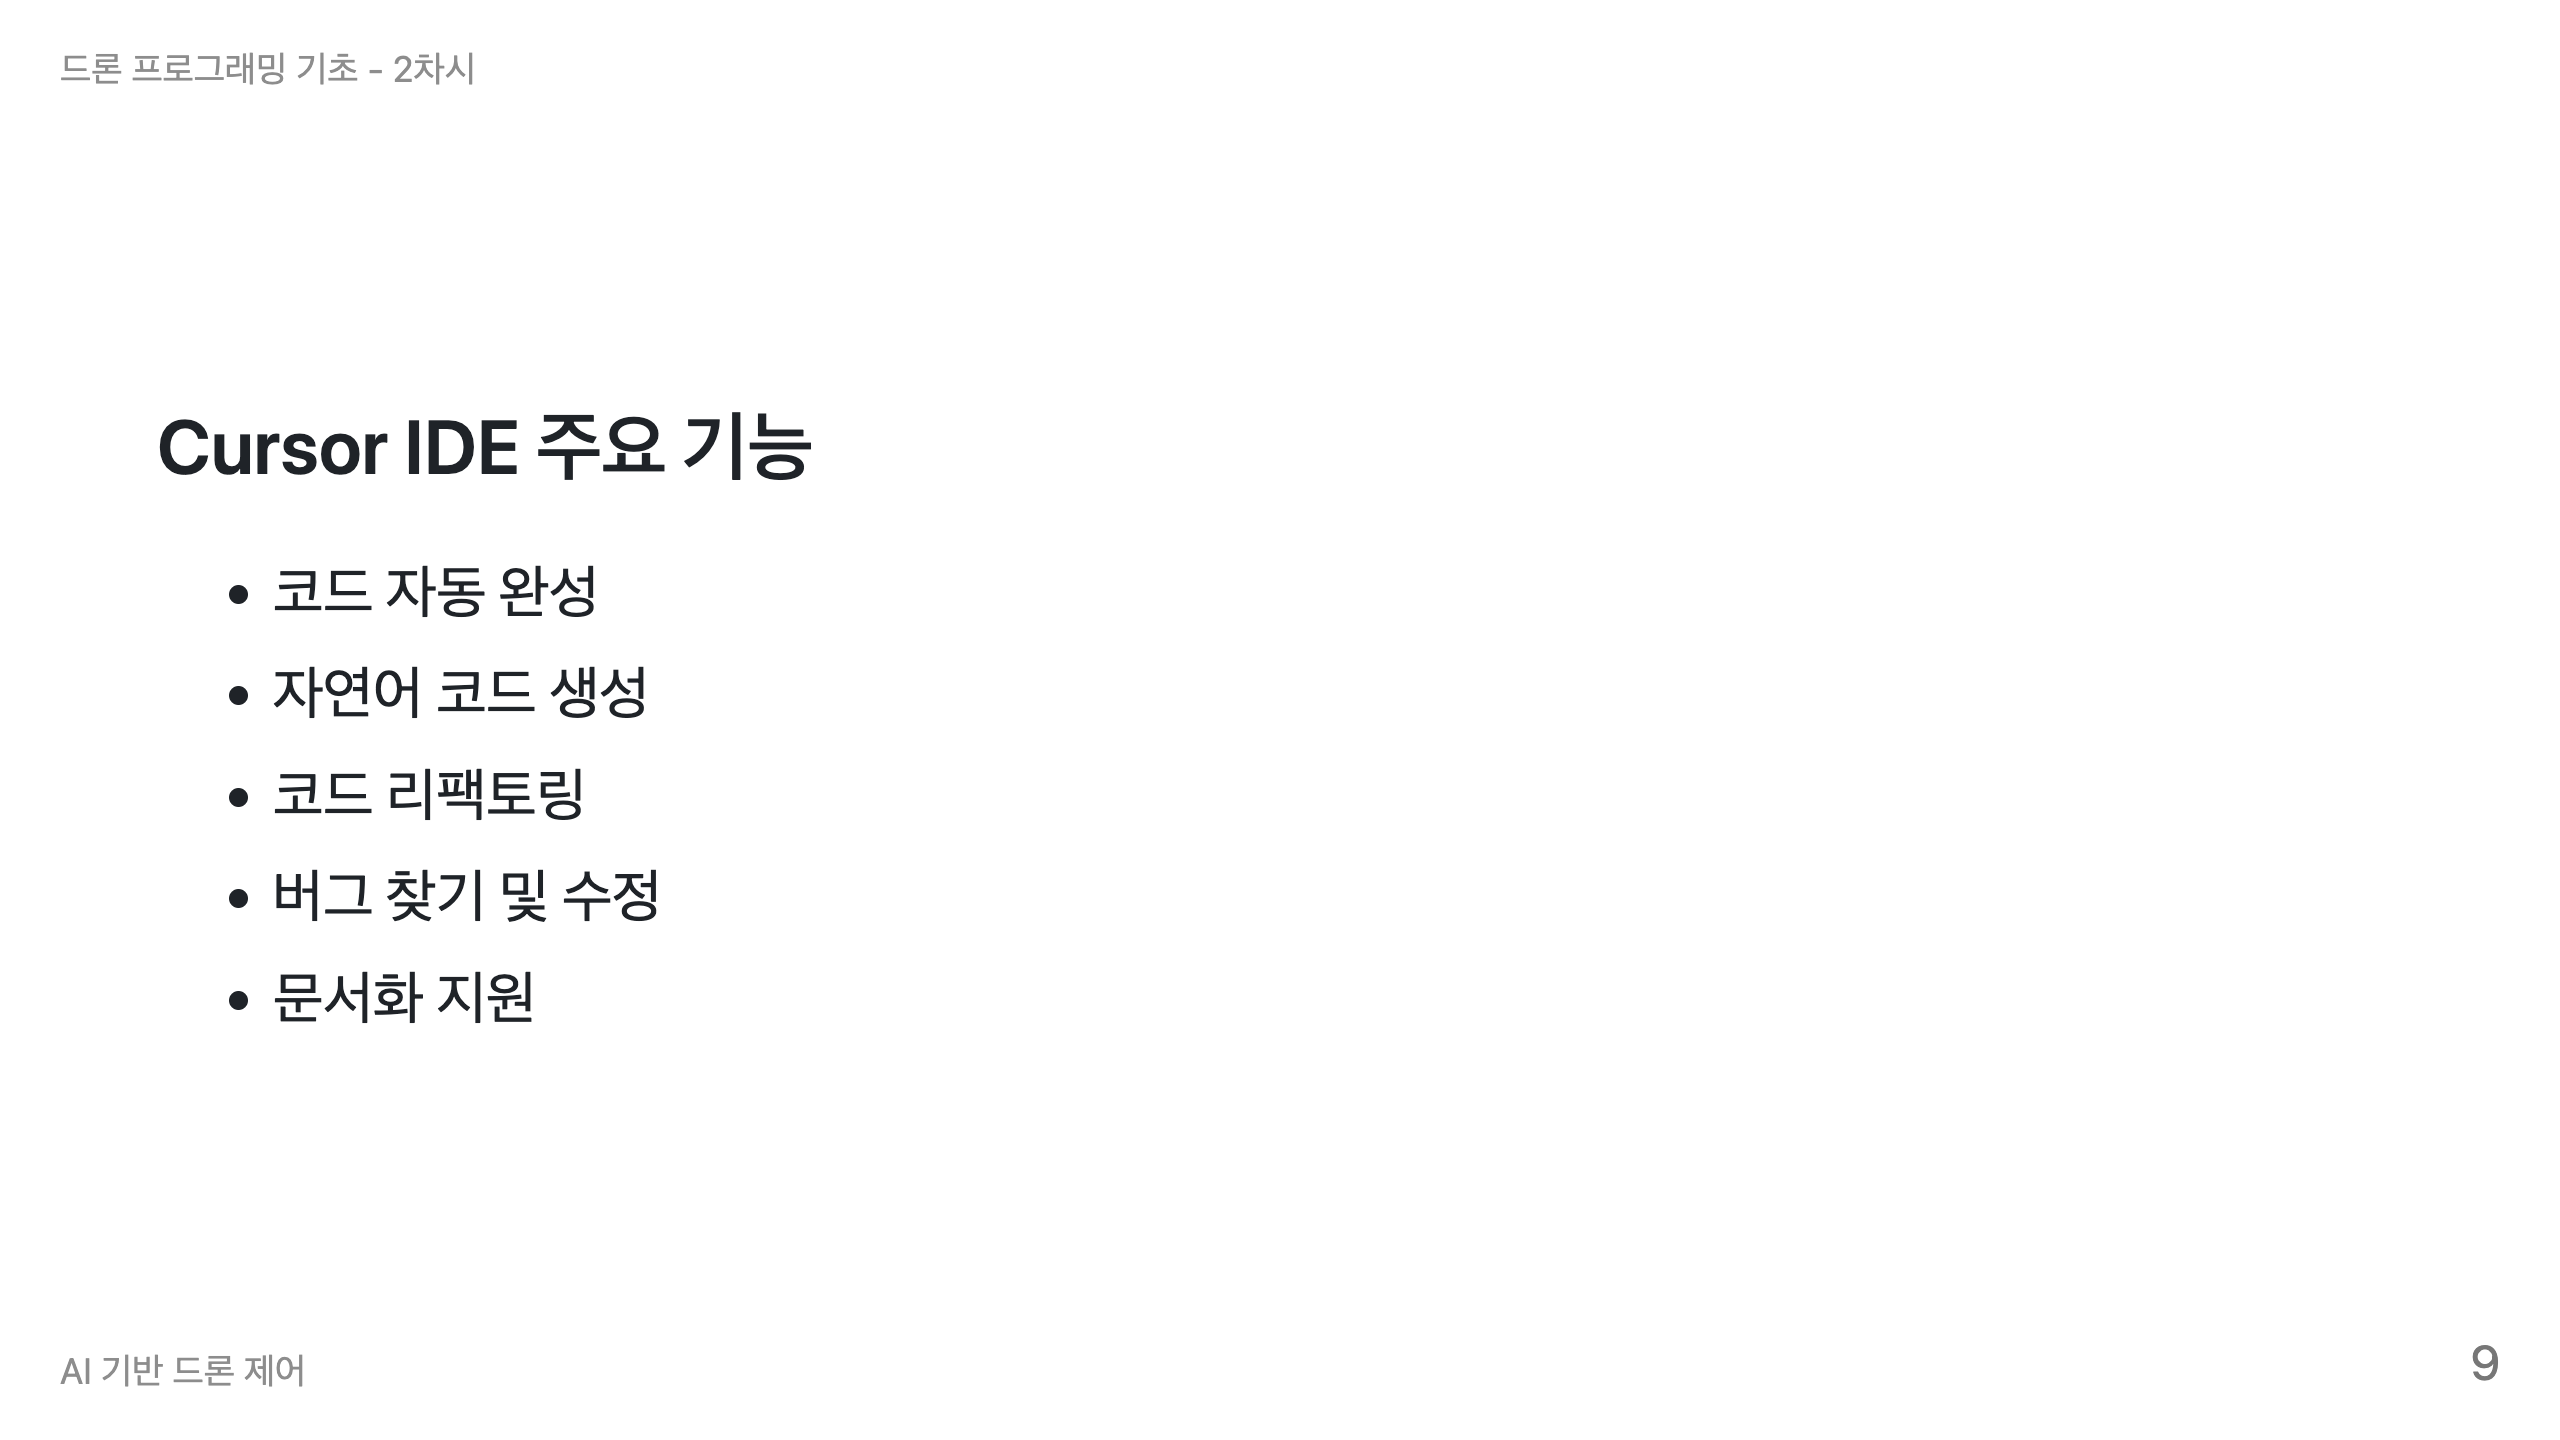 드론 프로그래밍 기초 - 2차시
Cursor IDE 주요 기능
• 코드 자동 완성
• 자연어 코드 생성
• 코드 리팩토링
• 버그 찾기 및 수정
• 문서화 지원
AI 기반 드론 제어
9